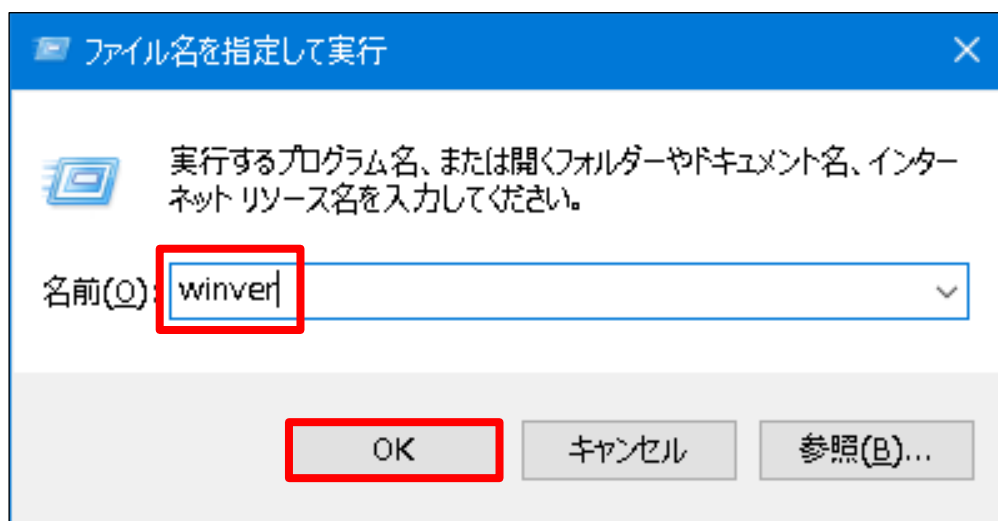 ファイル名を指定して実行
実行するプログラム名、または開くフォルダーやドキュメント名、インター
ネット リソース名を入力してください。
名前(O): winver
OK キャンセル 参照(B)...